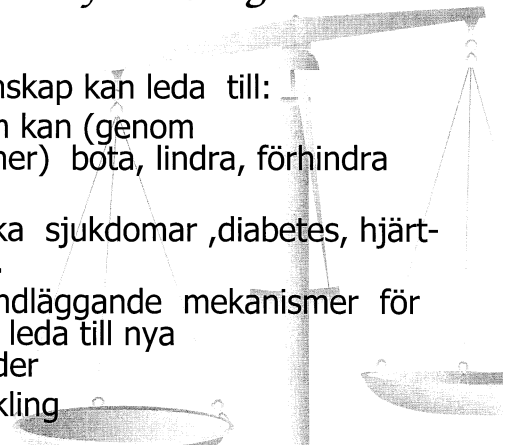 nskap kan leda till:
n kan (genom
ner) bota, lindra, förhindra
ka sjukdomar ,diabetes, hjärt-
.
ndläggande mekanismer för
leda till nya
der
kling